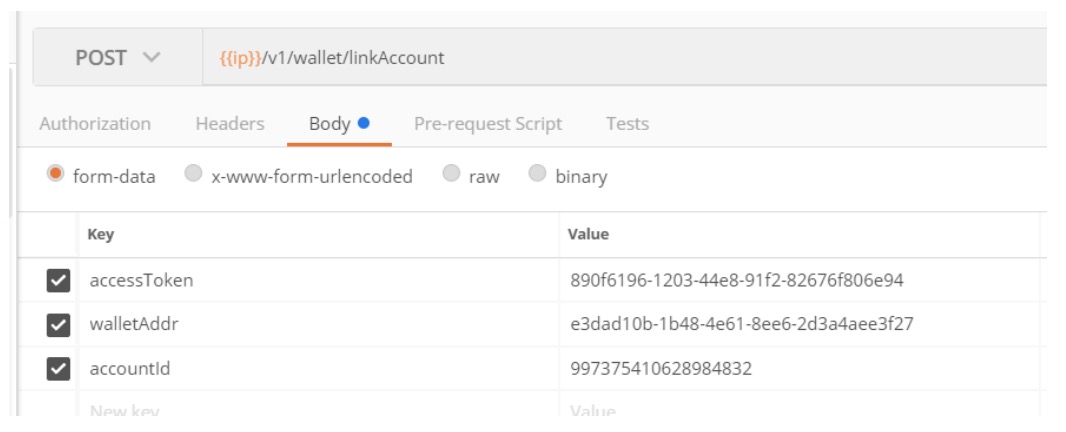 POST {{ip}}/v1/wallet/linkAccount
Authorization Headers Body Pre-request Script Tests
form-data x-www-form-urlencoded raw binary
Key Value
accessToken 890f6196-1203-44e8-91f2-82676f806e94
walletAddr e3dad10b-1b48-4e61-8ee6-2d3a4aee3f27
accountId 997375410628984832
New key Value